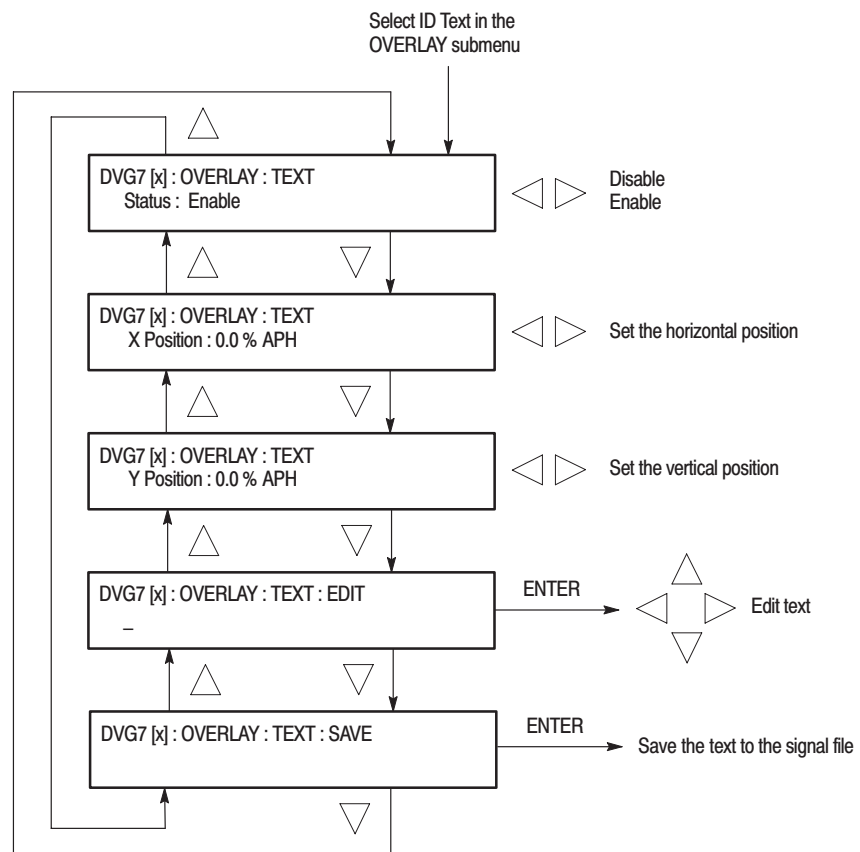 Select ID Text in the
OVERLAY submenu
DVG7 [x] : OVERLAY : TEXT
Status : Enable
Disable
Enable
DVG7 [x] : OVERLAY : TEXT
X Position : 0.0 % APH
Set the horizontal position
DVG7 [x] : OVERLAY : TEXT
Y Position : 0.0 % APH
Set the vertical position
DVG7 [x] : OVERLAY : TEXT : EDIT
_
ENTER
Edit text
DVG7 [x] : OVERLAY : TEXT : SAVE
ENTER
Save the text to the signal file